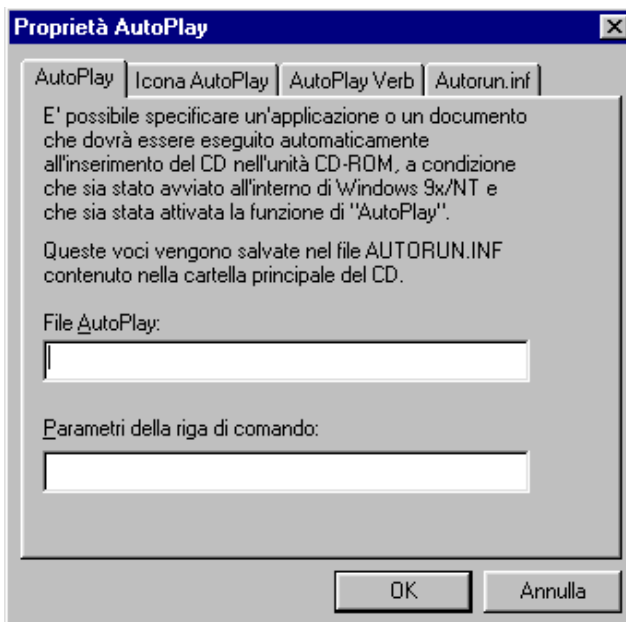 Proprietà AutoPlay
AutoPlay Icona AutoPlay AutoPlay Verb Autorun.inf
E' possibile specificare un'applicazione o un documento
che dovrà essere eseguito automaticamente
all'inserimento del CD nell'unità CD-ROM, a condizione
che sia stato avviato all'interno di Windows 9x/NT e
che sia stata attivata la funzione di "AutoPlay".
Queste voci vengono salvate nel file AUTORUN.INF
contenuto nella cartella principale del CD.
File AutoPlay:
Parametri della riga di comando:
OK Annulla